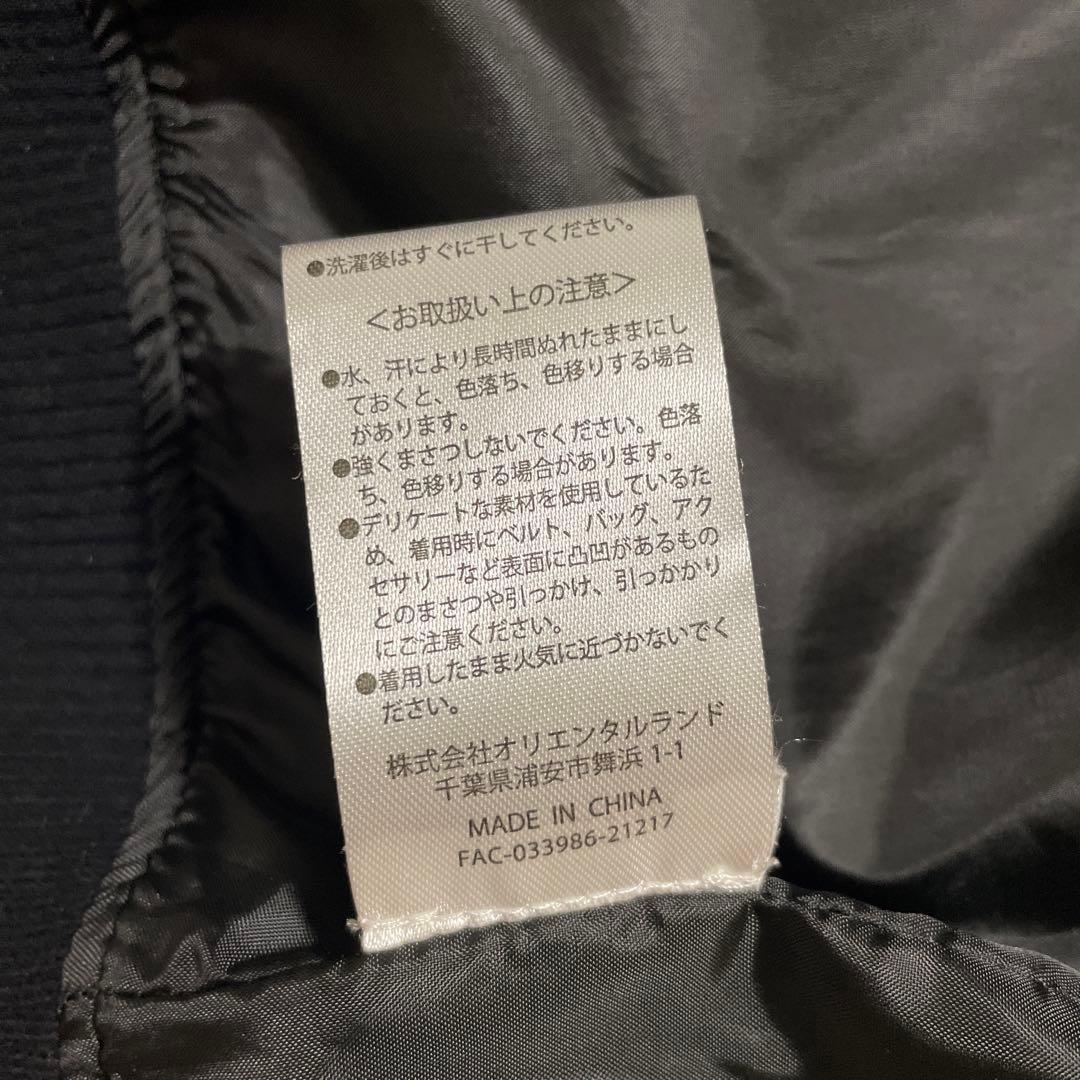 ●洗濯後はすぐに干してください。
＜お取扱い上の注意＞
●水、汗により長時間ぬれたままにし
ておくと、色落ち、色移りする場合
があります。
●強くまさつしないでください。色落
ち、色移りする場合があります。
●デリケートな素材を使用しているた
め、着用時にベルト、バッグ、アク
セサリーなど表面に凸凹があるもの
とのまさつや引っかけ、引っかかり
にご注意ください。
●着用したまま火気に近づかないでく
ださい。
株式会社オリエンタルランド
千葉県浦安市舞浜 1-1
MADE IN CHINA
FAC-033986-21217